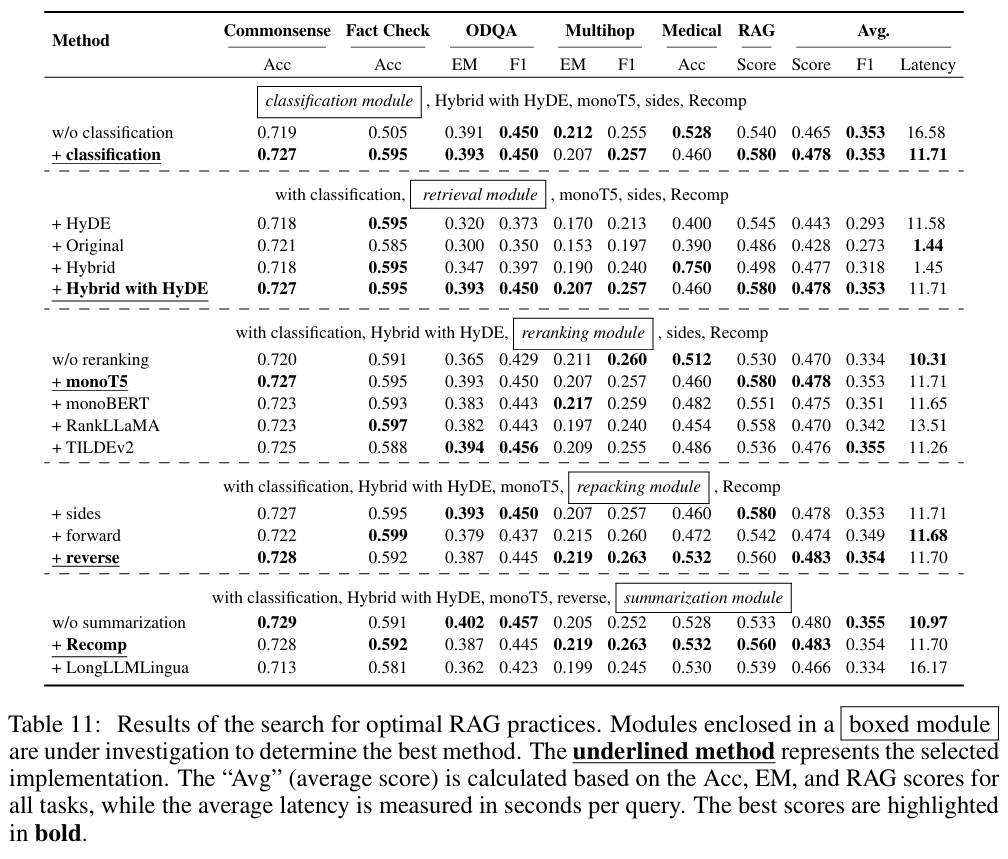 Method Commonsense Fact Check ODQA Multihop Medical RAG Avg.
Acc Acc EM F1 EM F1 Acc Score Score F1 Latency
classification module , Hybrid with HyDE, monoT5, sides, Recomp
w/o classification 0.719 0.505 0.391 0.450 0.212 0.255 0.528 0.540 0.465 0.353 16.58
+ classification 0.727 0.595 0.393 0.450 0.207 0.257 0.460 0.580 0.478 0.353 11.71
with classification, retrieval module , monoT5, sides, Recomp
+ HyDE 0.718 0.595 0.320 0.373 0.170 0.213 0.400 0.545 0.443 0.293 11.58
+ Original 0.721 0.585 0.300 0.350 0.153 0.197 0.390 0.486 0.428 0.273 1.44
+ Hybrid 0.718 0.595 0.347 0.397 0.190 0.240 0.750 0.498 0.477 0.318 1.45
+ Hybrid with HyDE 0.727 0.595 0.393 0.450 0.207 0.257 0.460 0.580 0.478 0.353 11.71
with classification, Hybrid with HyDE, reranking module , sides, Recomp
w/o reranking 0.720 0.591 0.365 0.429 0.211 0.260 0.512 0.530 0.470 0.334 10.31
+ monoT5 0.727 0.595 0.393 0.450 0.207 0.257 0.460 0.580 0.478 0.353 11.71
+ monoBERT 0.723 0.593 0.383 0.443 0.217 0.259 0.482 0.551 0.475 0.351 11.65
+ RankLLaMA 0.723 0.597 0.382 0.443 0.197 0.240 0.454 0.558 0.470 0.342 13.51
+ TILDEv2 0.725 0.588 0.394 0.456 0.209 0.255 0.486 0.536 0.476 0.355 11.26
with classification, Hybrid with HyDE, monoT5, repacking module , Recomp
+ sides 0.727 0.595 0.393 0.450 0.207 0.257 0.460 0.580 0.478 0.353 11.71
+ forward 0.722 0.599 0.379 0.437 0.215 0.260 0.472 0.542 0.474 0.349 11.68
+ reverse 0.728 0.592 0.387 0.445 0.219 0.263 0.532 0.560 0.483 0.354 11.70
with classification, Hybrid with HyDE, monoT5, reverse, summarization module
w/o summarization 0.729 0.591 0.402 0.457 0.205 0.252 0.528 0.533 0.480 0.355 10.97
+ Recomp 0.728 0.592 0.387 0.445 0.219 0.263 0.532 0.560 0.483 0.354 11.70
+ LongLLMLingua 0.713 0.581 0.362 0.423 0.199 0.245 0.530 0.539 0.466 0.334 16.17
Table 11: Results of the search for optimal RAG practices. Modules enclosed in a boxed module
are under investigation to determine the best method. The underlined method represents the selected
implementation. The “Avg” (average score) is calculated based on the Acc, EM, and RAG scores for
all tasks, while the average latency is measured in seconds per query. The best scores are highlighted
in bold.